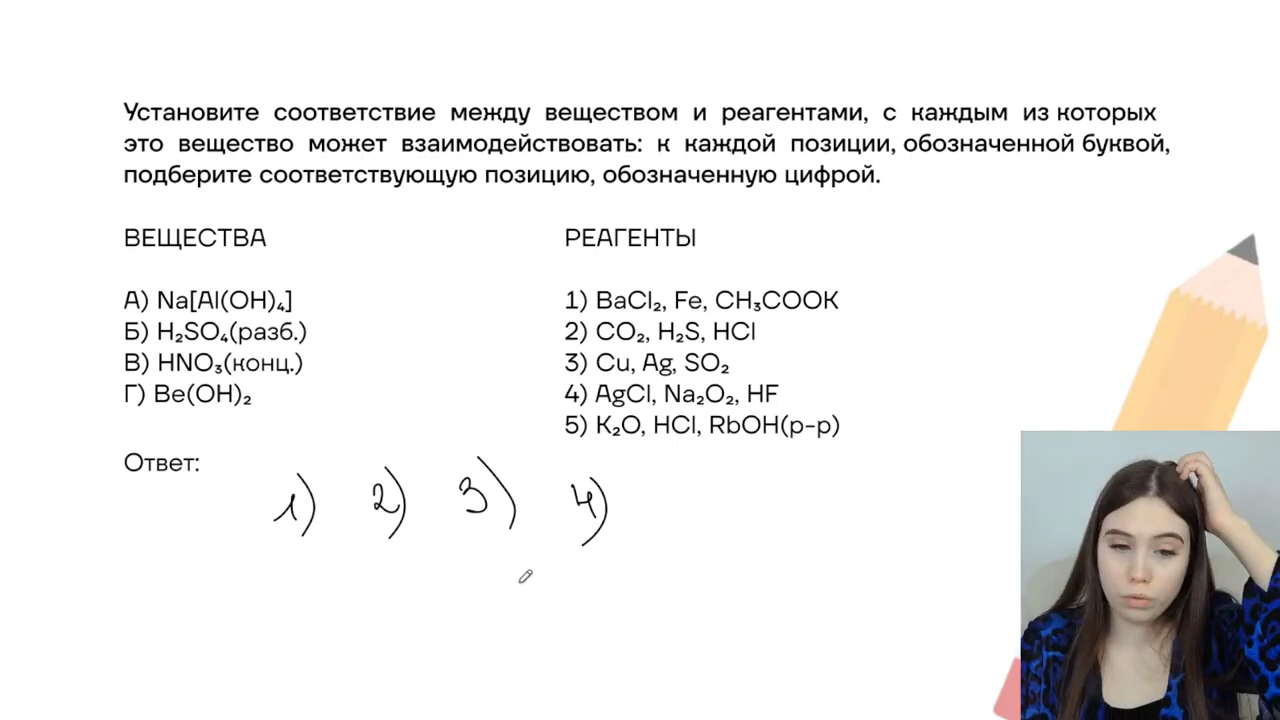 Установите соответствие между веществом и реагентами, с каждым из которых
это вещество может взаимодействовать: к каждой позиции, обозначенной буквой,
подберите соответствующую позицию, обозначенную цифрой.
ВЕЩЕСТВА
А) Na[Al(OH)₄]
Б) H₂SO₄(разб.)
В) HNO₃(конц.)
Г) Be(OH)₂
РЕАГЕНТЫ
1) BaCl₂, Fe, CH₃COOK
2) CO₂, H₂S, HCl
3) Cu, Ag, SO₂
4) AgCl, Na₂O₂, HF
5) K₂O, HCl, RbOH(р-р)
Ответ:
1) 2) 3) 4)